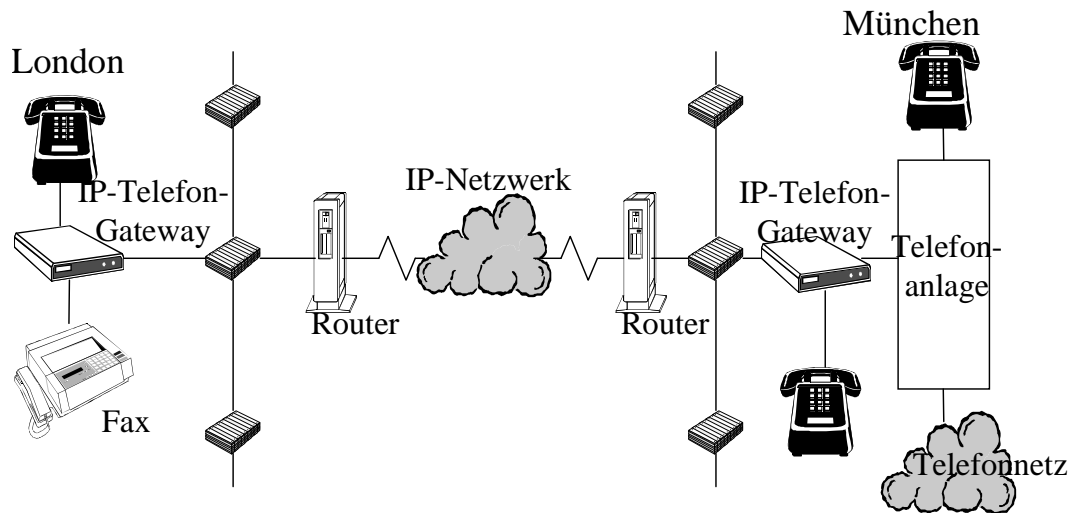 München
London
IP-Telefon-
Gateway
IP-Netzwerk
IP-Telefon-
Gateway
Telefon-
anlage
Router
Router
Fax
Telefonnetz